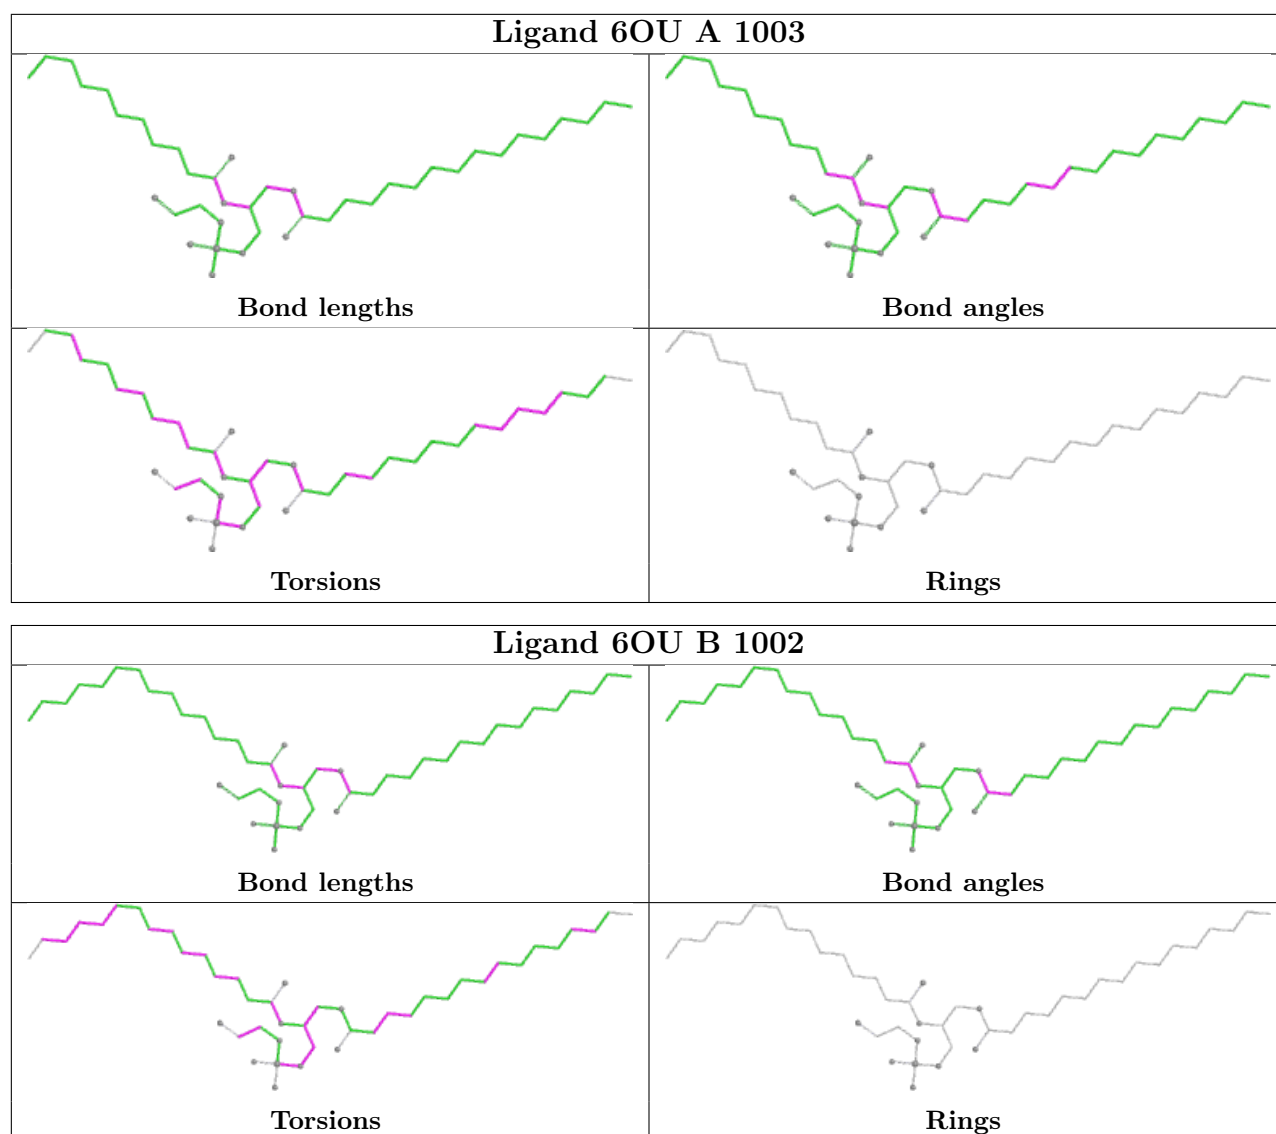 Ligand 6OU A 1003
Bond lengths
Bond angles
Torsions
Rings
Ligand 6OU B 1002
Bond lengths
Bond angles
Torsions
Rings